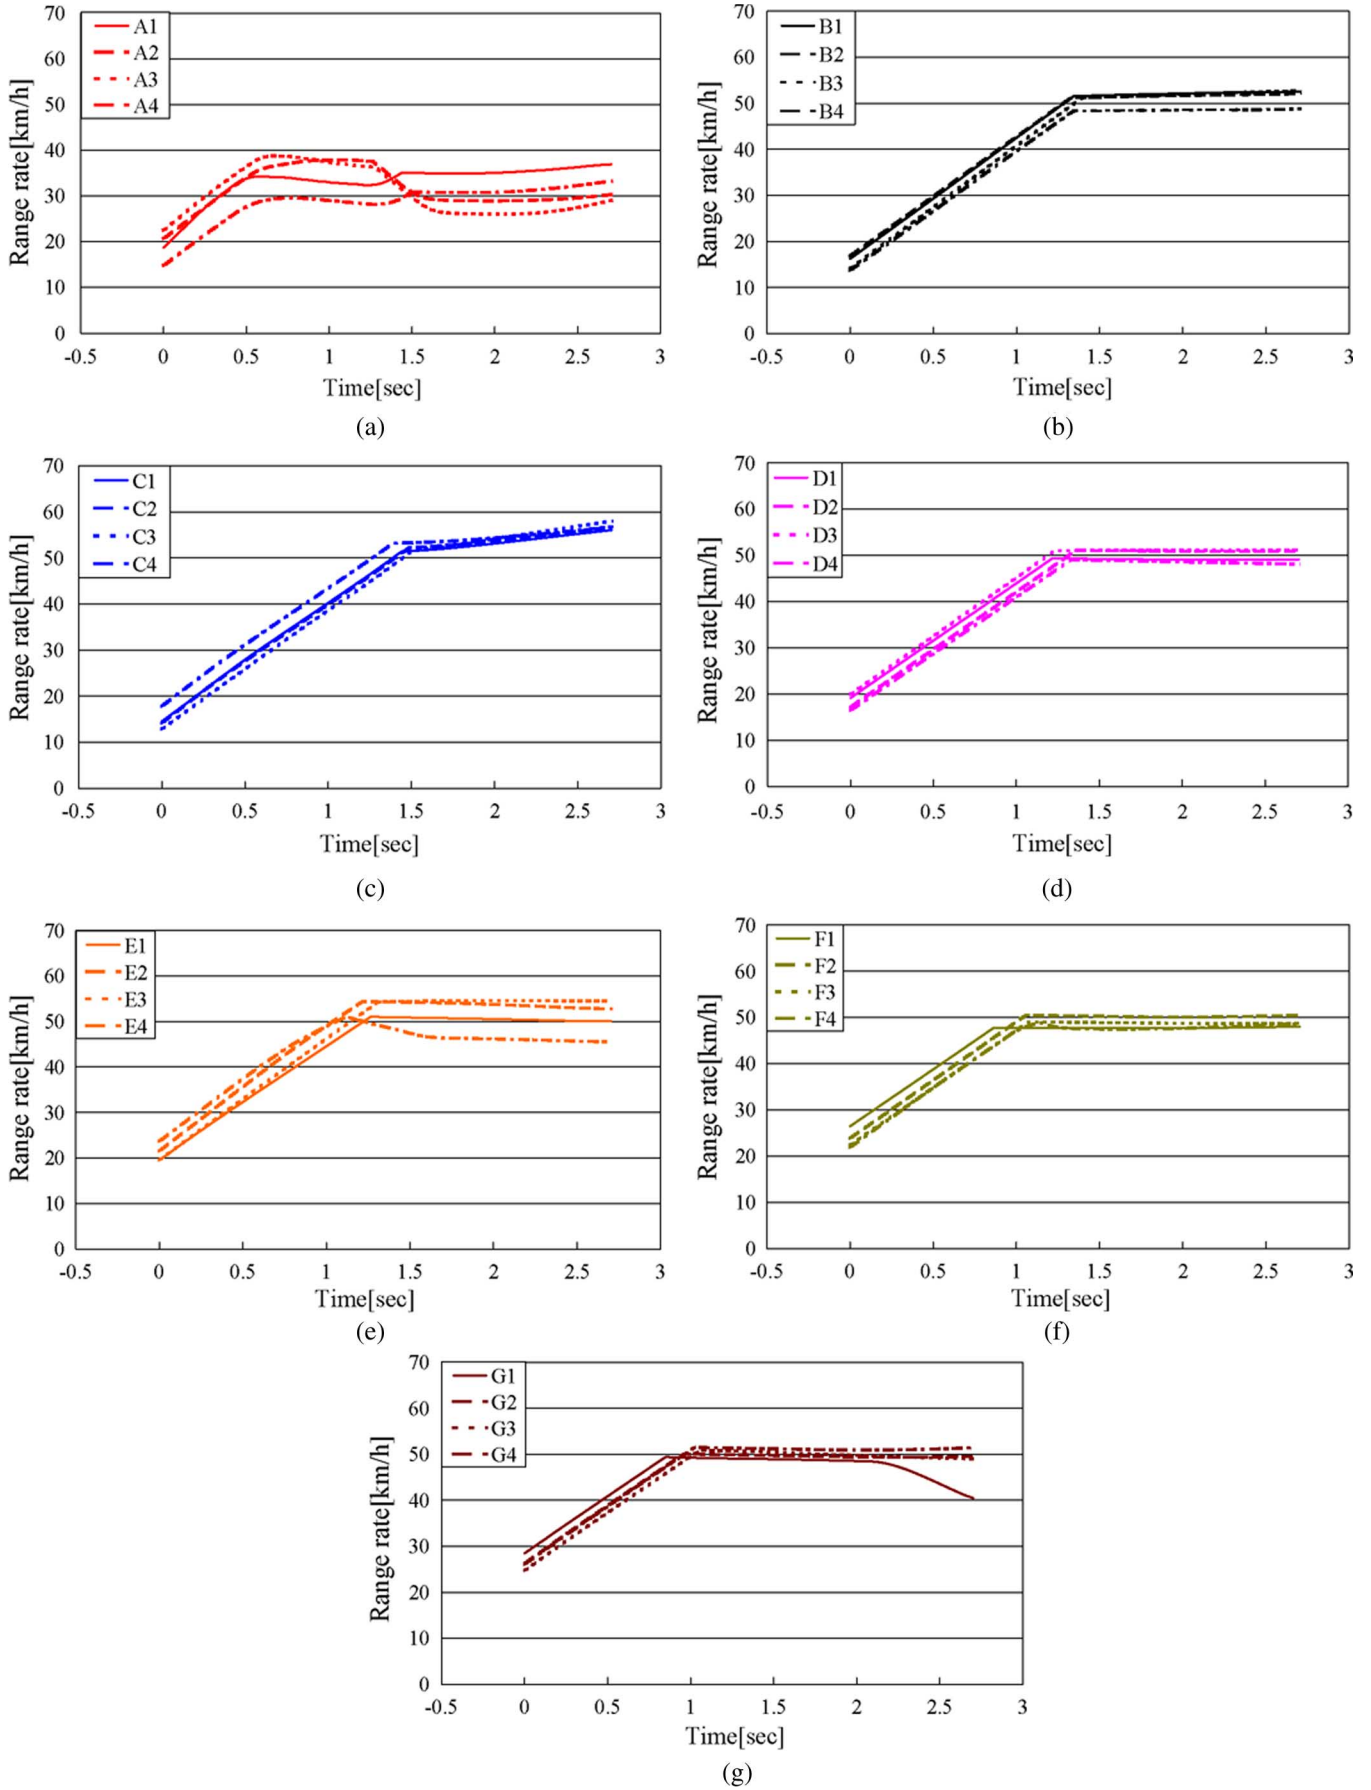 70
60
50
40
30
20
10
0
Range rate[km/h]
A1
A2
A3
A4
-0.5 0 0.5 1 1.5 2 2.5 3
Time[sec]
(a)
70
60
50
40
30
20
10
0
Range rate[km/h]
B1
B2
B3
B4
-0.5 0 0.5 1 1.5 2 2.5 3
Time[sec]
(b)
70
60
50
40
30
20
10
0
Range rate[km/h]
C1
C2
C3
C4
-0.5 0 0.5 1 1.5 2 2.5 3
Time[sec]
(c)
70
60
50
40
30
20
10
0
Range rate[km/h]
D1
D2
D3
D4
-0.5 0 0.5 1 1.5 2 2.5 3
Time[sec]
(d)
70
60
50
40
30
20
10
0
Range rate[km/h]
E1
E2
E3
E4
-0.5 0 0.5 1 1.5 2 2.5 3
Time[sec]
(e)
70
60
50
40
30
20
10
0
Range rate[km/h]
F1
F2
F3
F4
-0.5 0 0.5 1 1.5 2 2.5 3
Time[sec]
(f)
70
60
50
40
30
20
10
0
Range rate[km/h]
G1
G2
G3
G4
-0.5 0 0.5 1 1.5 2 2.5 3
Time[sec]
(g)